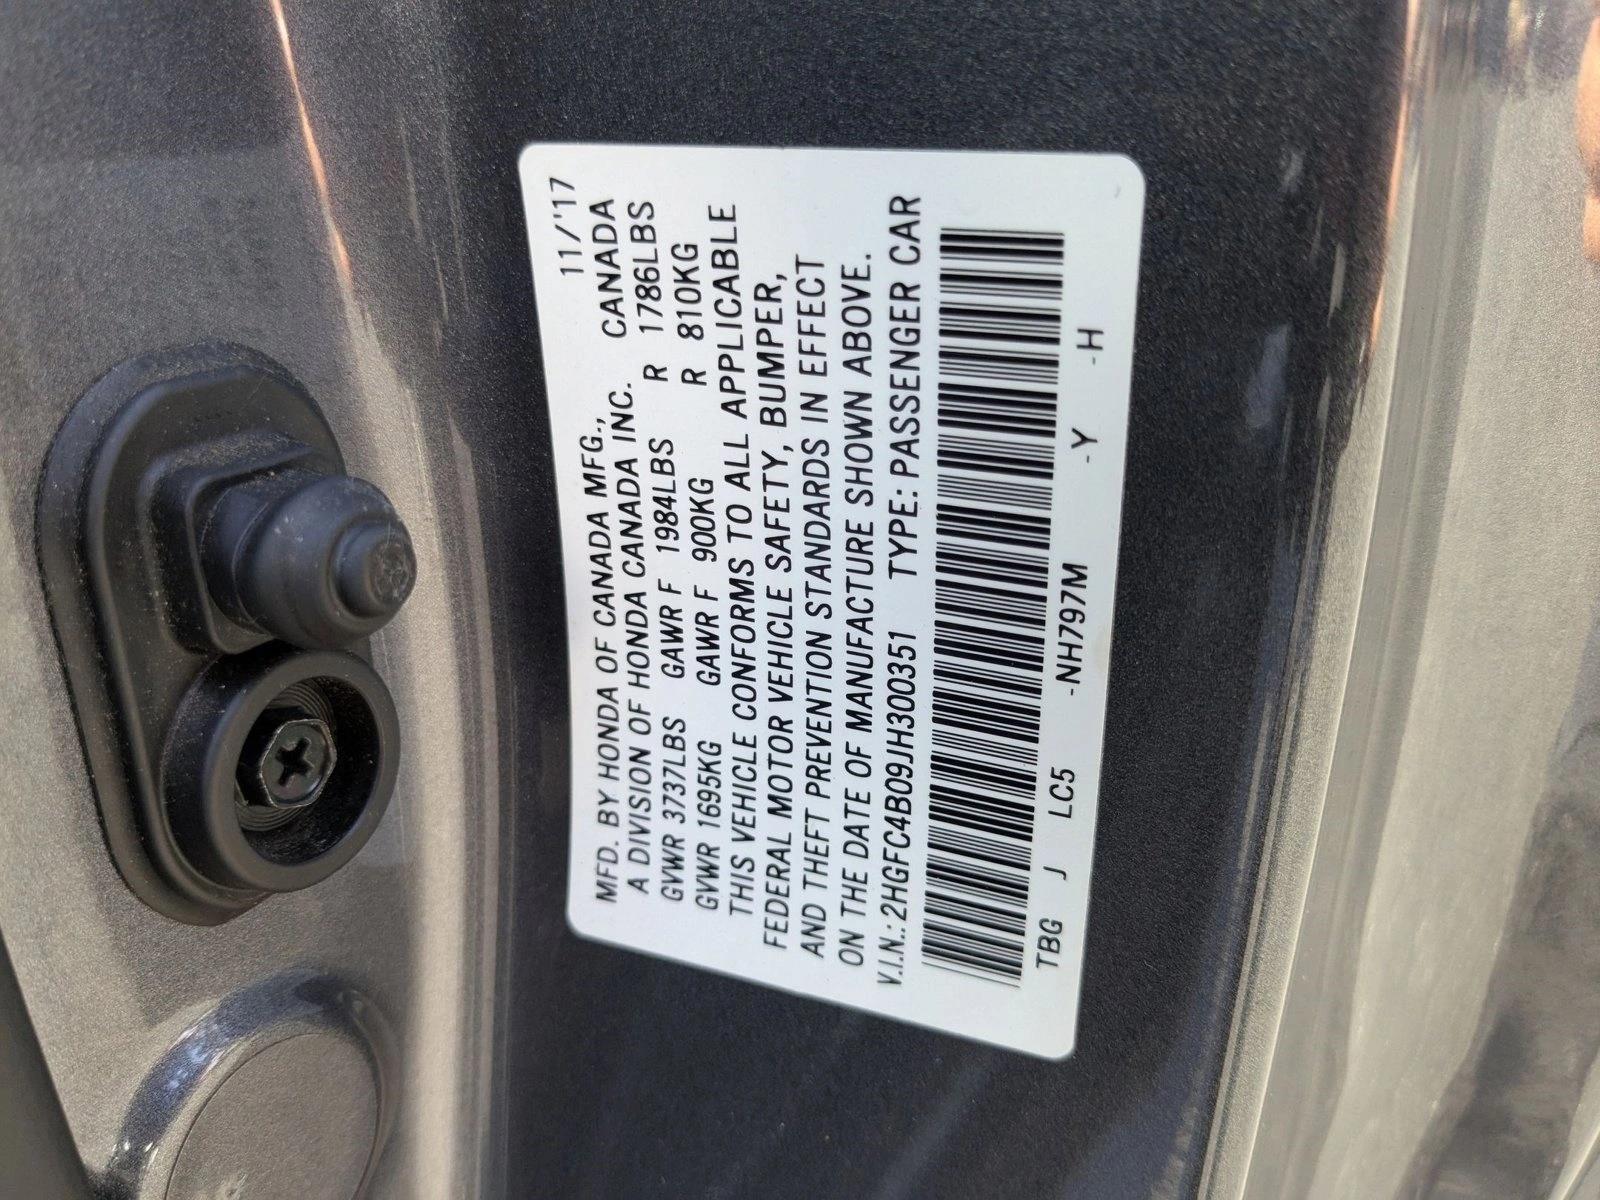 11/'17
MFD. BY HONDA OF CANADA MFG., CANADA
A DIVISION OF HONDA CANADA INC.
GVWR 3737LBS GAWR F 1984LBS R 1786LBS
GVWR 1695KG GAWR F 900KG R 810KG
THIS VEHICLE CONFORMS TO ALL APPLICABLE
FEDERAL MOTOR VEHICLE SAFETY, BUMPER,
AND THEFT PREVENTION STANDARDS IN EFFECT
ON THE DATE OF MANUFACTURE SHOWN ABOVE.
V.I.N.: 2HGFC4B09JH300351 TYPE: PASSENGER CAR
TBG J LC5 -NH797M -Y -H